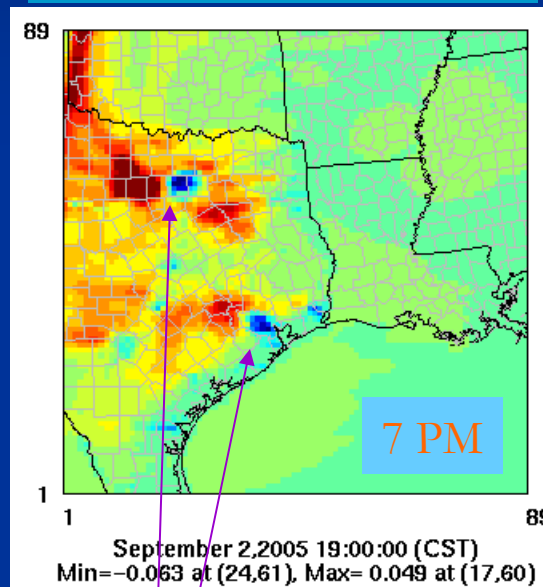 89
7 PM
1
1 89
September 2,2005 19:00:00 (CST)
Min=-0.063 at (24,61), Max= 0.049 at (17,60)